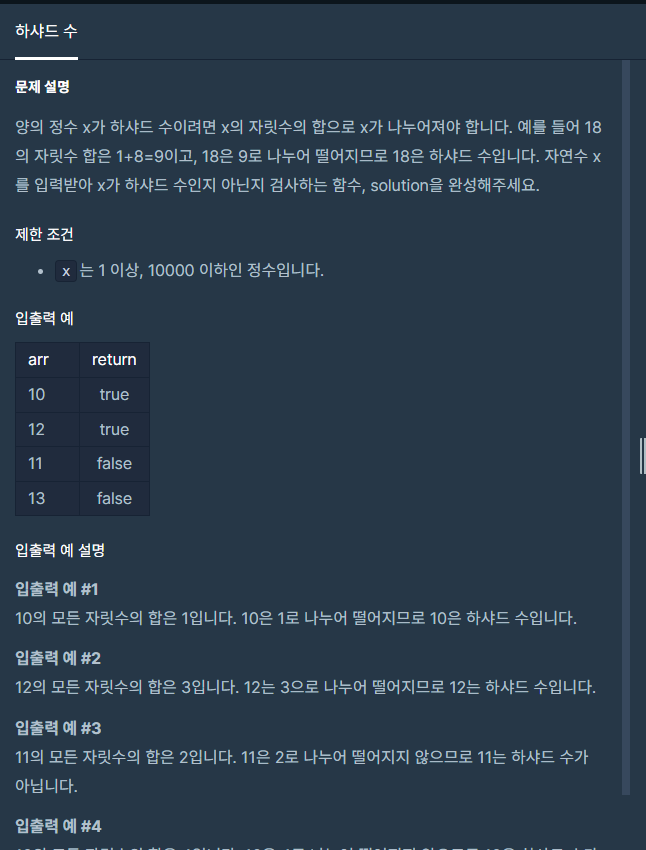 하샤드 수
문제 설명
양의 정수 x가 하샤드 수이려면 x의 자릿수의 합으로 x가 나누어져야 합니다. 예를 들어 18
의 자릿수 합은 1+8=9이고, 18은 9로 나누어 떨어지므로 18은 하샤드 수입니다. 자연수 x
를 입력받아 x가 하샤드 수인지 아닌지 검사하는 함수, solution을 완성해주세요.
제한 조건
• x 는 1 이상, 10000 이하인 정수입니다.
입출력 예
arr return
10 true
12 true
11 false
13 false
입출력 예 설명
입출력 예 #1
10의 모든 자릿수의 합은 1입니다. 10은 1로 나누어 떨어지므로 10은 하샤드 수입니다.
입출력 예 #2
12의 모든 자릿수의 합은 3입니다. 12는 3으로 나누어 떨어지므로 12는 하샤드 수입니다.
입출력 예 #3
11의 모든 자릿수의 합은 2입니다. 11은 2로 나누어 떨어지지 않으므로 11는 하샤드 수가
아닙니다.
입출력 예 #4